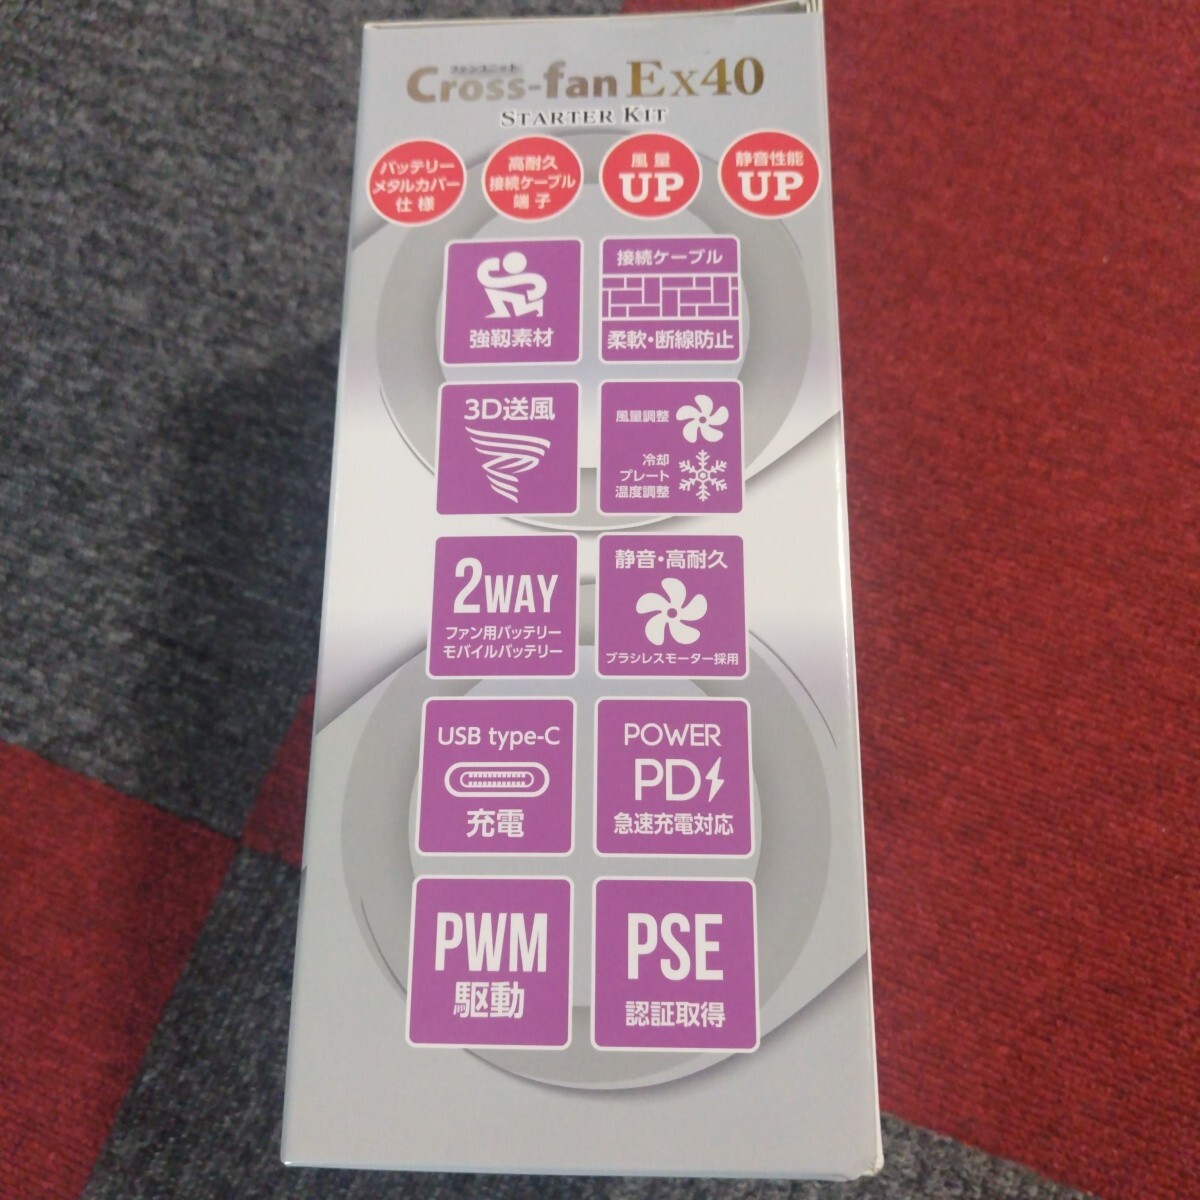 ファンユニット
Cross-fan Ex40
STARTER KIT
バッテリー
メタルカバー
仕様
高耐久
接続ケーブル
端子
風量
UP
静音性能
UP
強靱素材
接続ケーブル
柔軟・断線防止
3D送風
風量調整
冷却
プレート
温度調整
2WAY
ファン用バッテリー
モバイルバッテリー
静音・高耐久
ブラシレスモーター採用
USB type-C
充電
POWER
PD
急速充電対応
PWM
駆動
PSE
認証取得